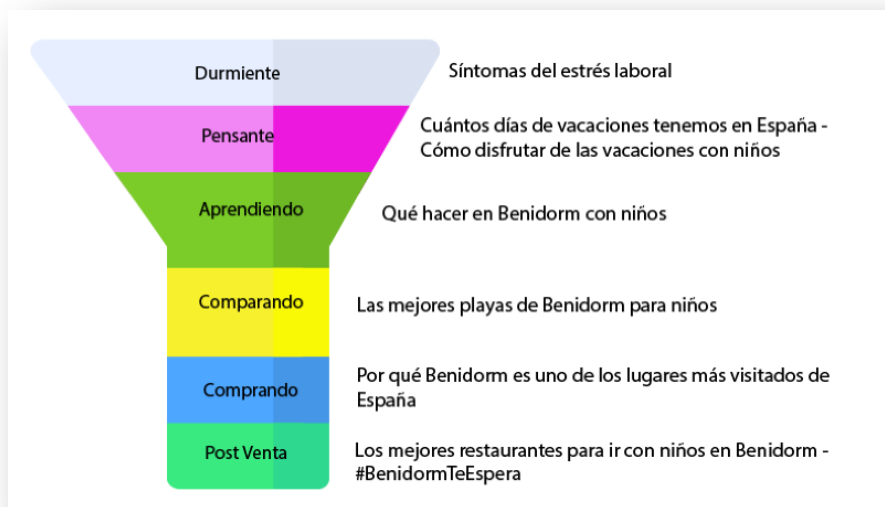 Durmiente
Síntomas del estrés laboral
Pensante
Cuántos días de vacaciones tenemos en España -
Cómo disfrutar de las vacaciones con niños
Aprendiendo
Qué hacer en Benidorm con niños
Comparando
Las mejores playas de Benidorm para niños
Comprando
Por qué Benidorm es uno de los lugares más visitados de
España
Post Venta
Los mejores restaurantes para ir con niños en Benidorm -
#BenidormTeEspera